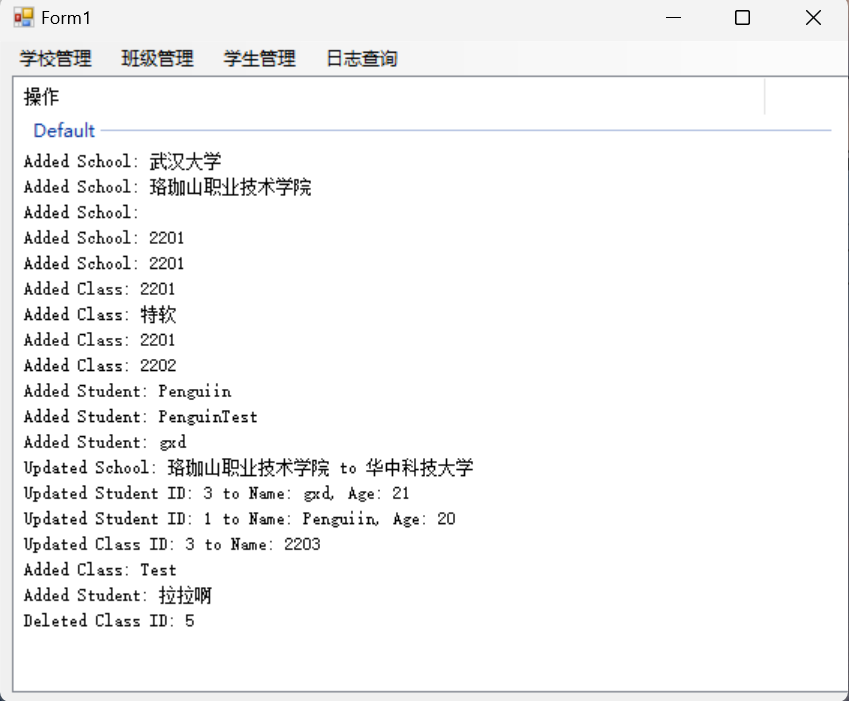 Form1
学校管理 班级管理 学生管理 日志查询
操作
Default
Added School: 武汉大学
Added School: 珞珈山职业技术学院
Added School:
Added School: 2201
Added School: 2201
Added Class: 2201
Added Class: 特软
Added Class: 2201
Added Class: 2202
Added Student: Penguiin
Added Student: PenguinTest
Added Student: gxd
Updated School: 珞珈山职业技术学院 to 华中科技大学
Updated Student ID: 3 to Name: gxd, Age: 21
Updated Student ID: 1 to Name: Penguiin, Age: 20
Updated Class ID: 3 to Name: 2203
Added Class: Test
Added Student: 拉拉啊
Deleted Class ID: 5